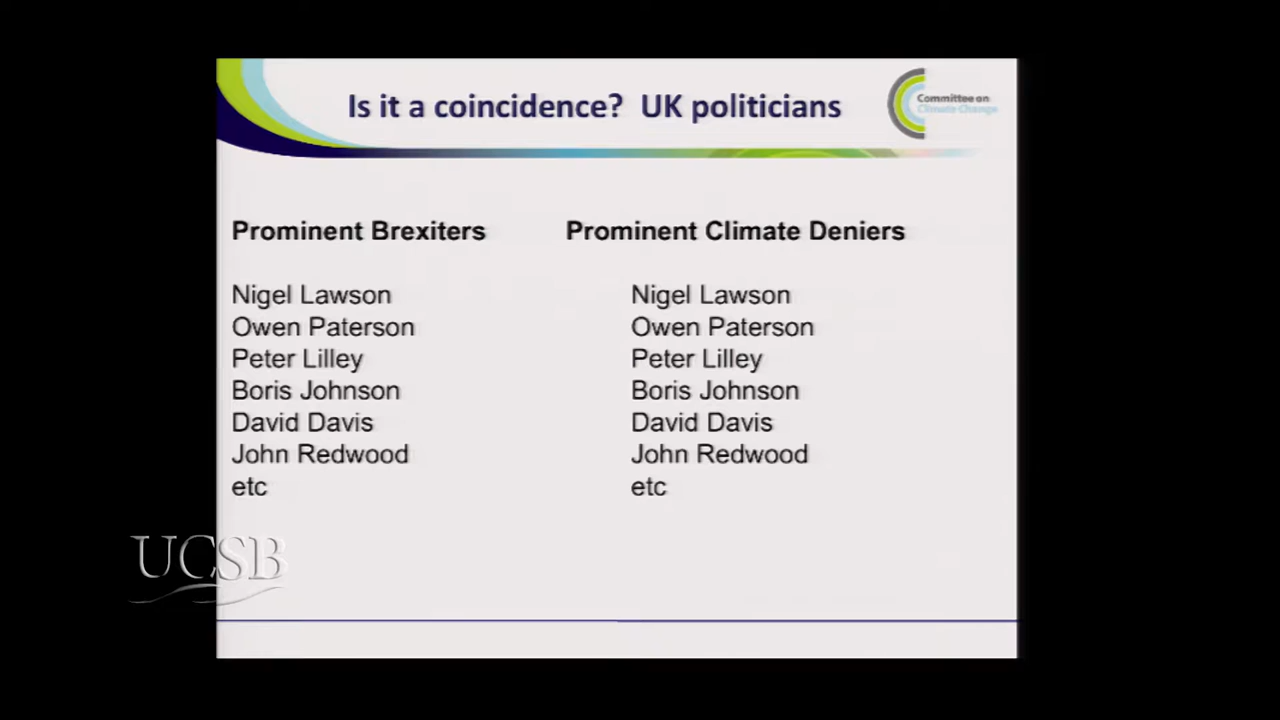 Is it a coincidence? UK politicians
Committee on
Climate Change
Prominent Brexiters
Prominent Climate Deniers
Nigel Lawson
Owen Paterson
Peter Lilley
Boris Johnson
David Davis
John Redwood
etc
Nigel Lawson
Owen Paterson
Peter Lilley
Boris Johnson
David Davis
John Redwood
etc
UCSB